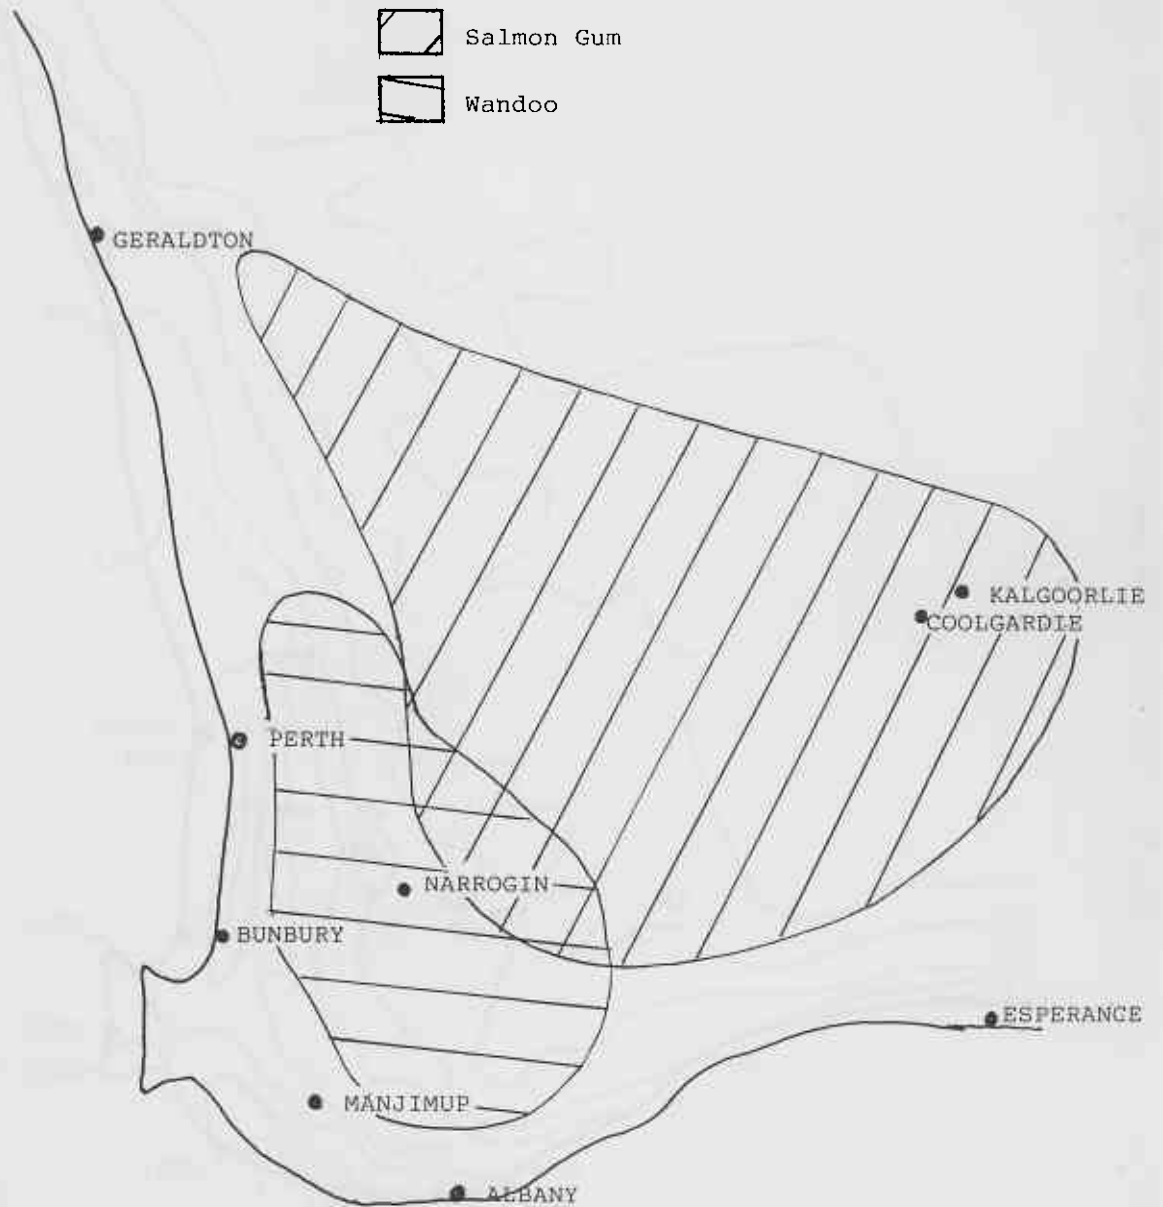 Salmon Gum
Wandoo
GERALDTON
KALGOORLIE
COOLGARDIE
PERTH
NARROGIN
BUNBURY
ESPERANCE
MANJIMUP
ALBANY